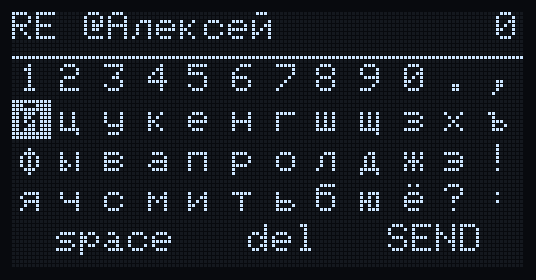 RE @Алексей 0
1 2 3 4 5 6 7 8 9 0 . ,
й ц у к е н г ш щ з х ъ
ф ы в а п р о л д ж э !
я ч с м и т ь б ю ё ? :
space del SEND